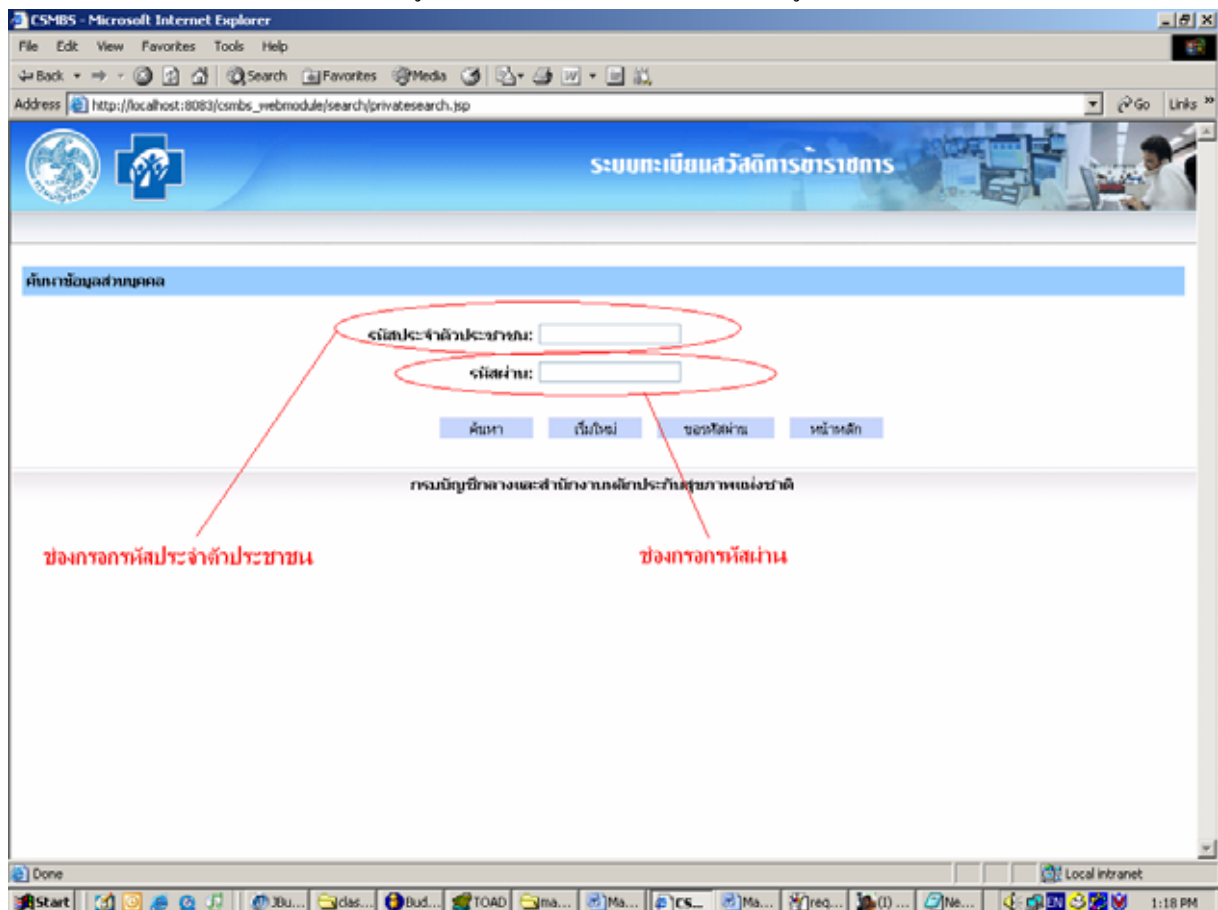 CSMBS - Microsoft Internet Explorer
File Edit View Favorites Tools Help
Back Search Favorites Media
Address http://localhost:8083/csmbs_webmodule/search/privatesearch.jsp Go Links »
ระบบทะเบียนสวัสดิการข้าราชการ
ค้นหาข้อมูลส่วนบุคคล
รหัสประจำตัวประชาชน:
รหัสผ่าน:
ค้นหา เริ่มใหม่ ขอรหัสผ่าน หน้าหลัก
กรมบัญชีกลางและสำนักงานหลักประกันสุขภาพแห่งชาติ
ช่องกรอกรหัสประจำตัวประชาชน ช่องกรอกรหัสผ่าน
Done Local intranet
Start JBu... clas... Bud... TOAD ma... Ma... CS... Ma... req... (I) ... Ne... EN 1:18 PM